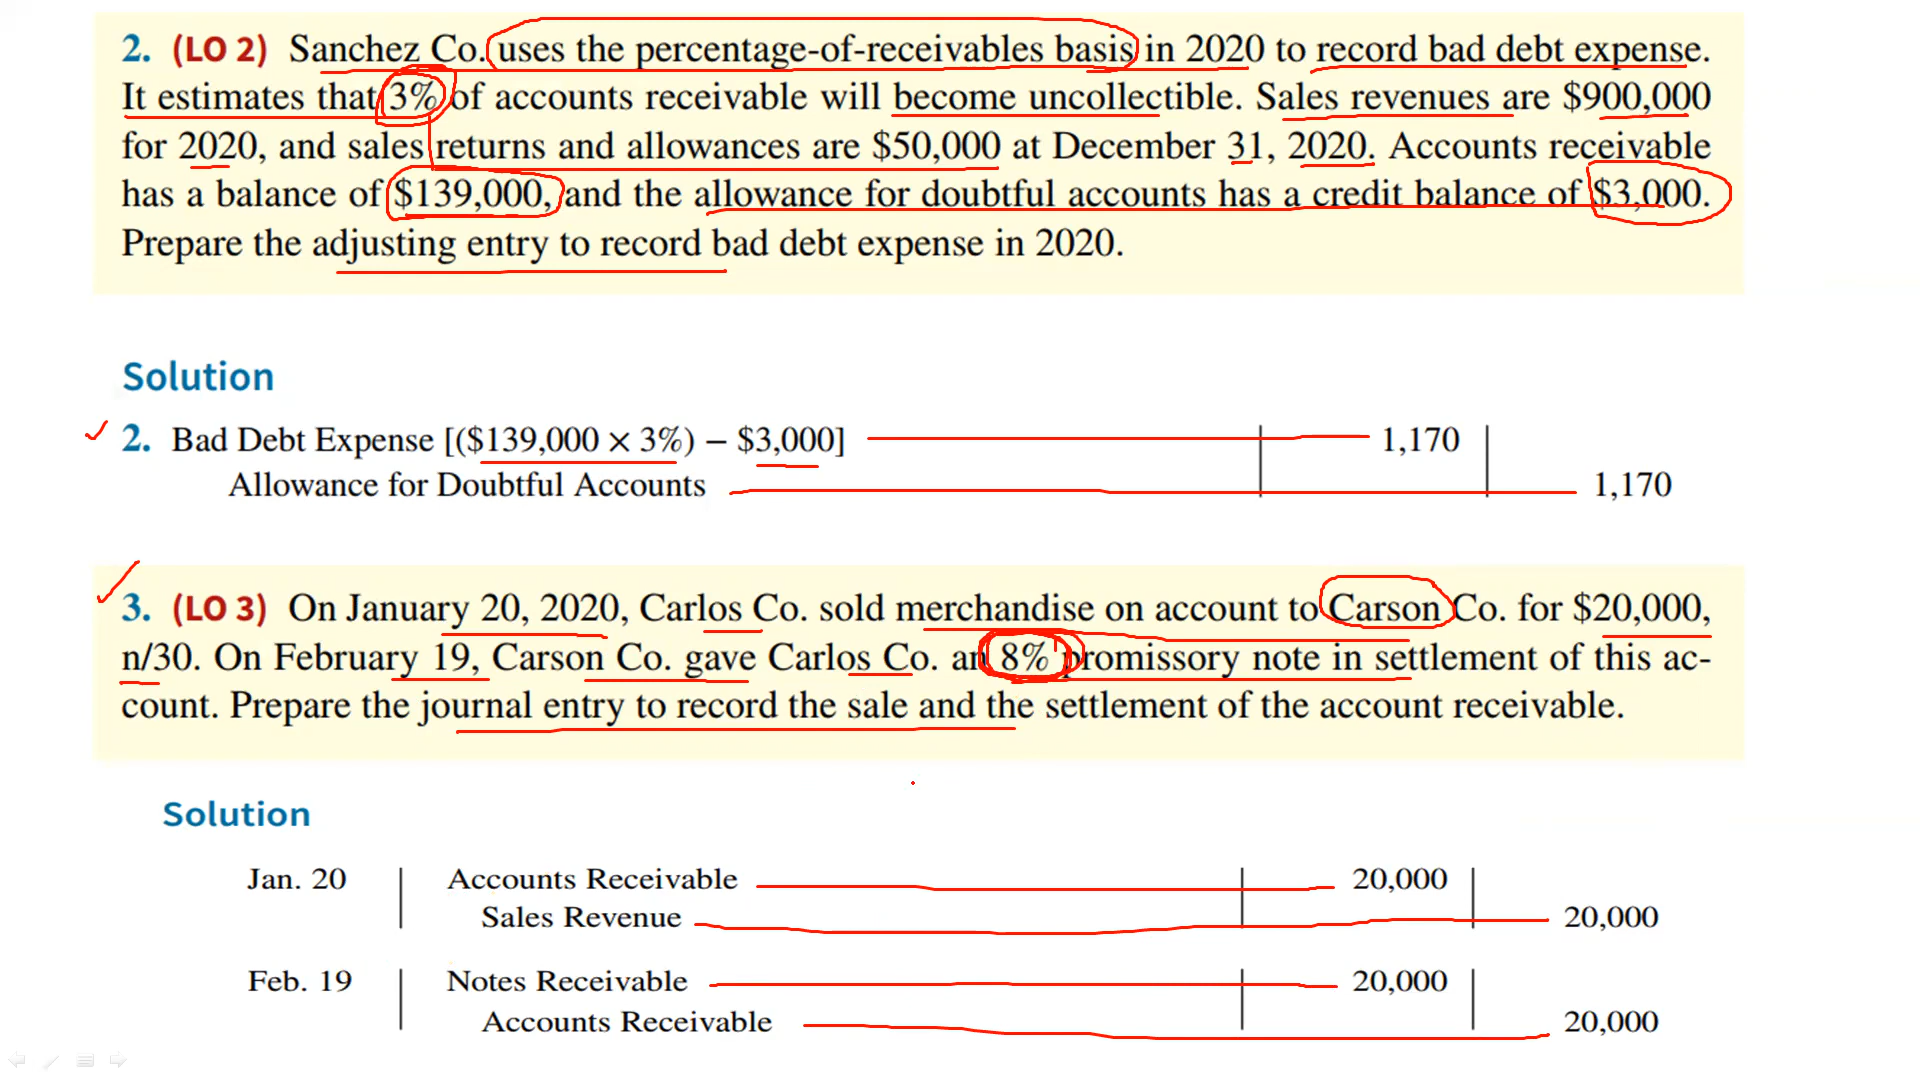 2. (LO 2) Sanchez Co. uses the percentage-of-receivables basis in 2020 to record bad debt expense.
It estimates that 3% of accounts receivable will become uncollectible. Sales revenues are $900,000
for 2020, and sales returns and allowances are $50,000 at December 31, 2020. Accounts receivable
has a balance of $139,000, and the allowance for doubtful accounts has a credit balance of $3,000.
Prepare the adjusting entry to record bad debt expense in 2020.
Solution
2. Bad Debt Expense [($139,000 × 3%) – $3,000] 1,170
Allowance for Doubtful Accounts 1,170
3. (LO 3) On January 20, 2020, Carlos Co. sold merchandise on account to Carson Co. for $20,000,
n/30. On February 19, Carson Co. gave Carlos Co. an 8% promissory note in settlement of this ac-
count. Prepare the journal entry to record the sale and the settlement of the account receivable.
Solution
Jan. 20 Accounts Receivable 20,000
Sales Revenue 20,000
Feb. 19 Notes Receivable 20,000
Accounts Receivable 20,000